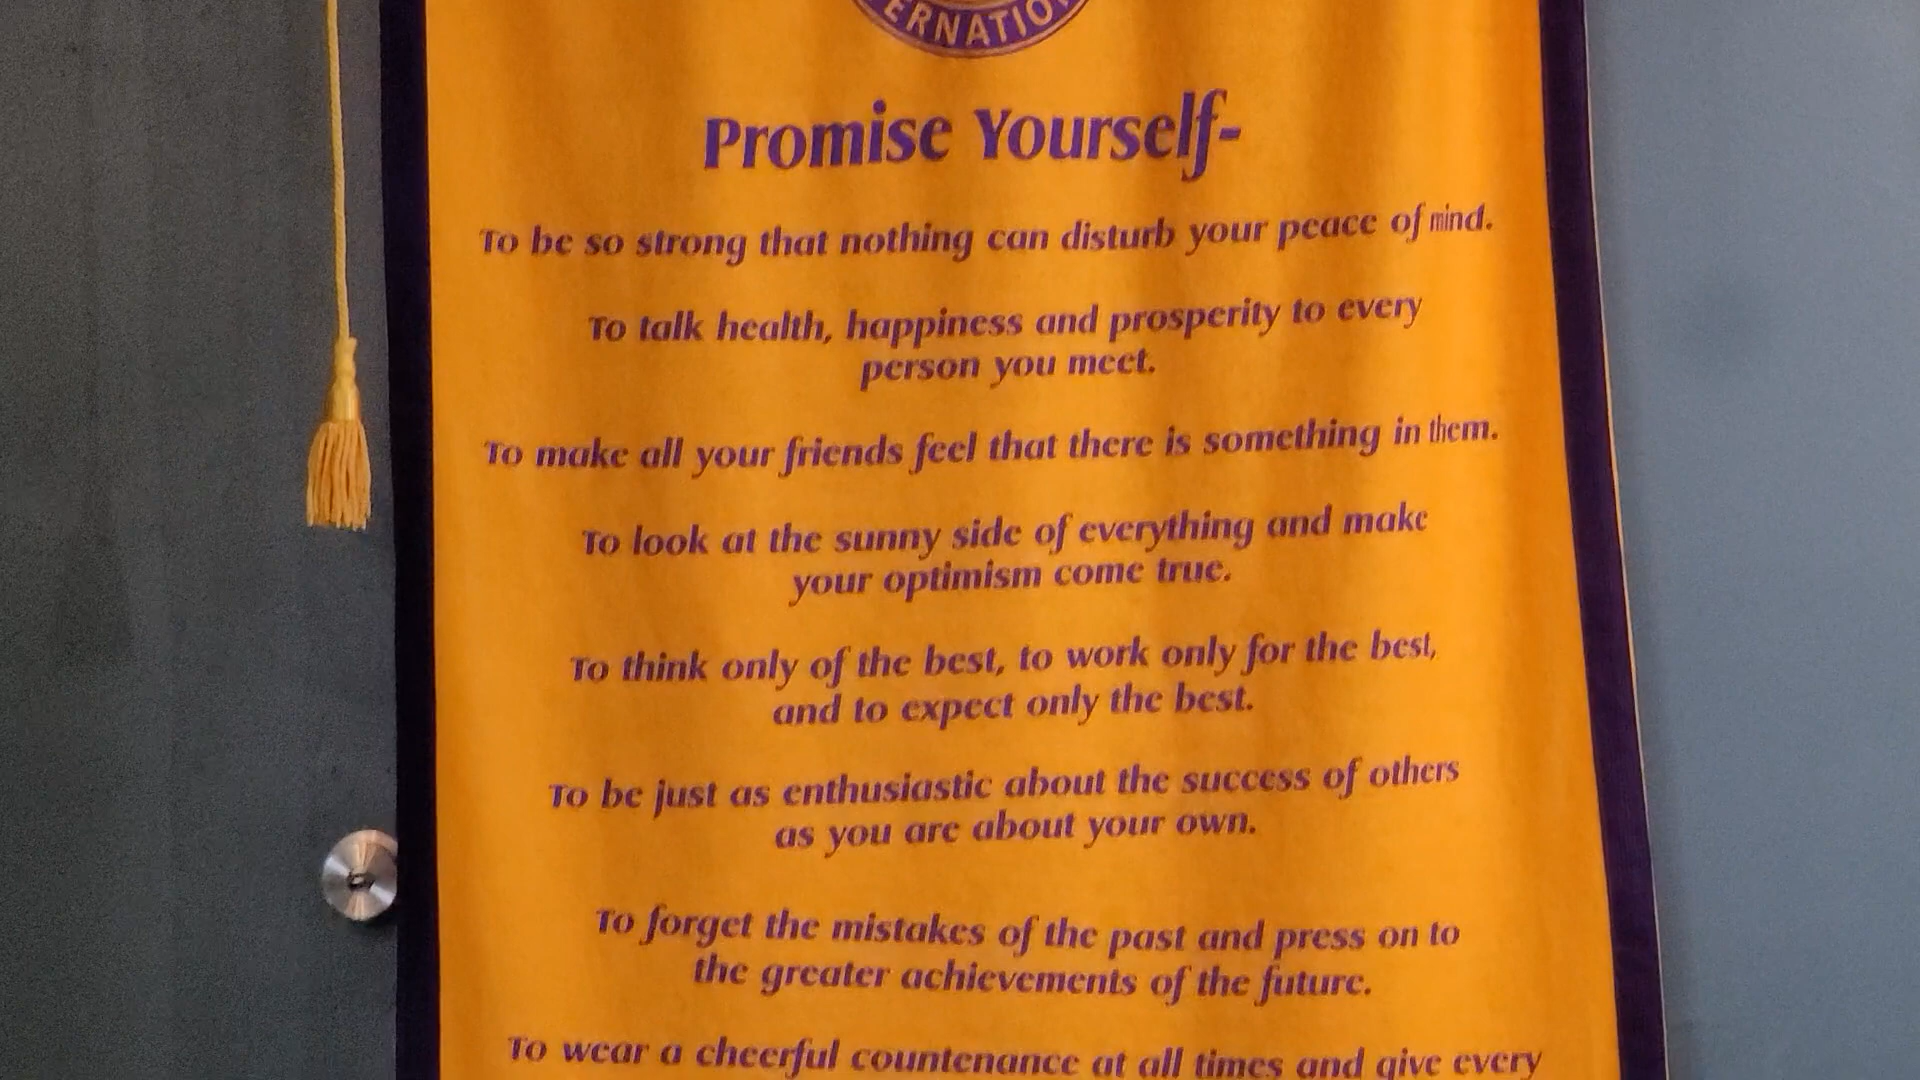 ERNATIO
Promise Yourself-
To be so strong that nothing can disturb your peace of mind.
To talk health, happiness and prosperity to every
person you meet.
To make all your friends feel that there is something in them.
To look at the sunny side of everything and make
your optimism come true.
To think only of the best, to work only for the best,
and to expect only the best.
To be just as enthusiastic about the success of others
as you are about your own.
To forget the mistakes of the past and press on to
the greater achievements of the future.
To wear a cheerful countenance at all times and give every